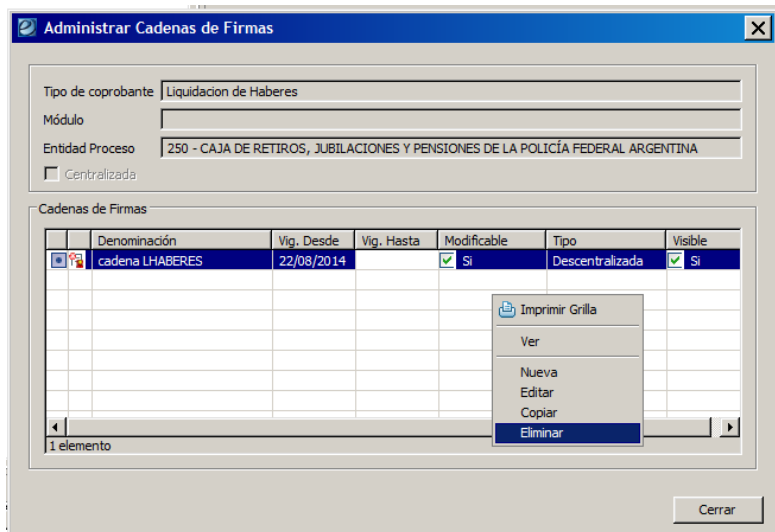 Administrar Cadenas de Firmas
Tipo de coprobante Liquidacion de Haberes
Módulo
Entidad Proceso 250 - CAJA DE RETIROS, JUBILACIONES Y PENSIONES DE LA POLICÍA FEDERAL ARGENTINA
Centralizada
Cadenas de Firmas
Denominación Vig. Desde Vig. Hasta Modificable Tipo Visible
cadena LHABERES 22/08/2014 Si Descentralizada Si
Imprimir Grilla
Ver
Nueva
Editar
Copiar
Eliminar
1 elemento
Cerrar